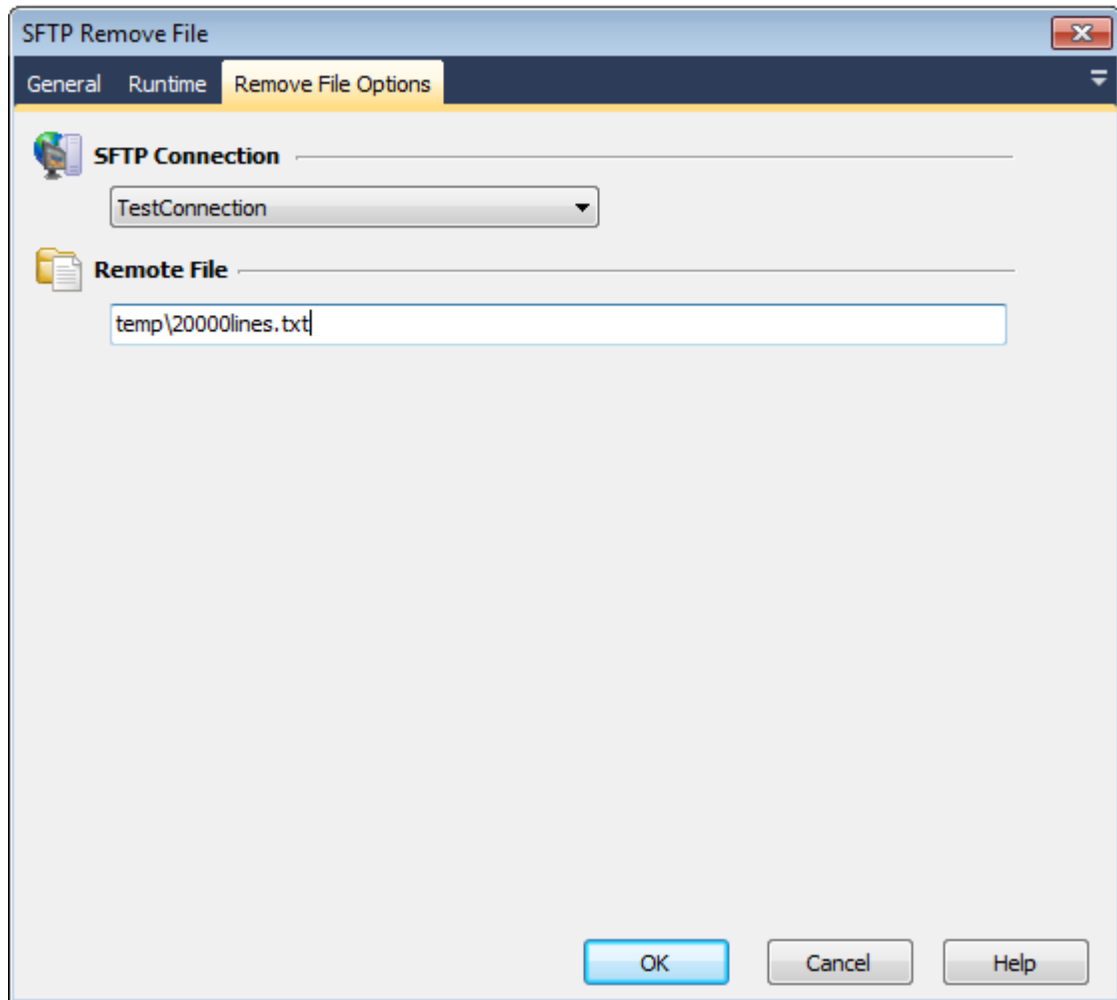 SFTP Remove File
General Runtime Remove File Options
SFTP Connection
TestConnection
Remote File
temp\20000lines.txt
OK Cancel Help